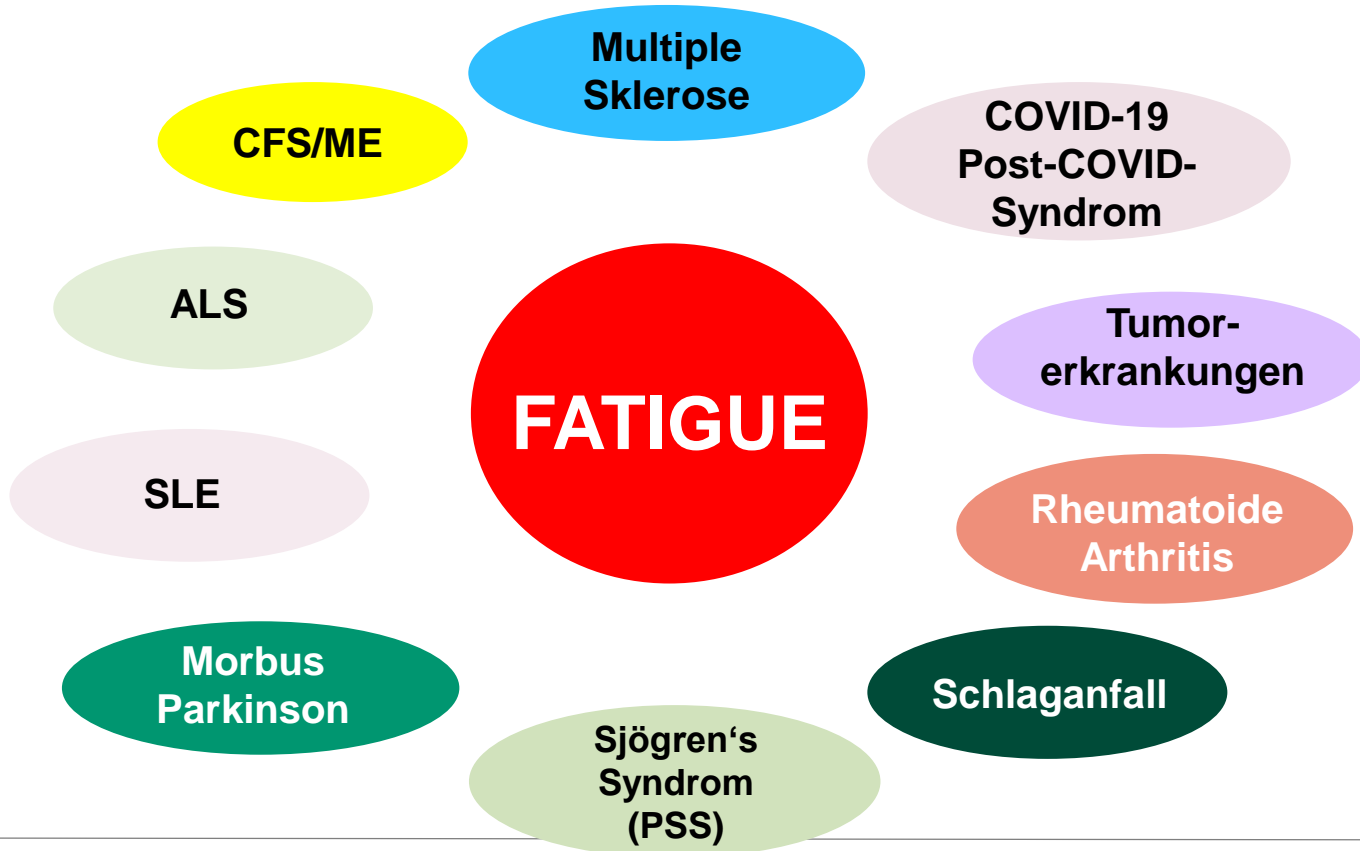 Multiple
Sklerose
CFS/ME
COVID-19
Post-COVID-
Syndrom
ALS
Tumor-
erkrankungen
FATIGUE
SLE
Rheumatoide
Arthritis
Morbus
Parkinson
Schlaganfall
Sjögren‘s
Syndrom
(PSS)